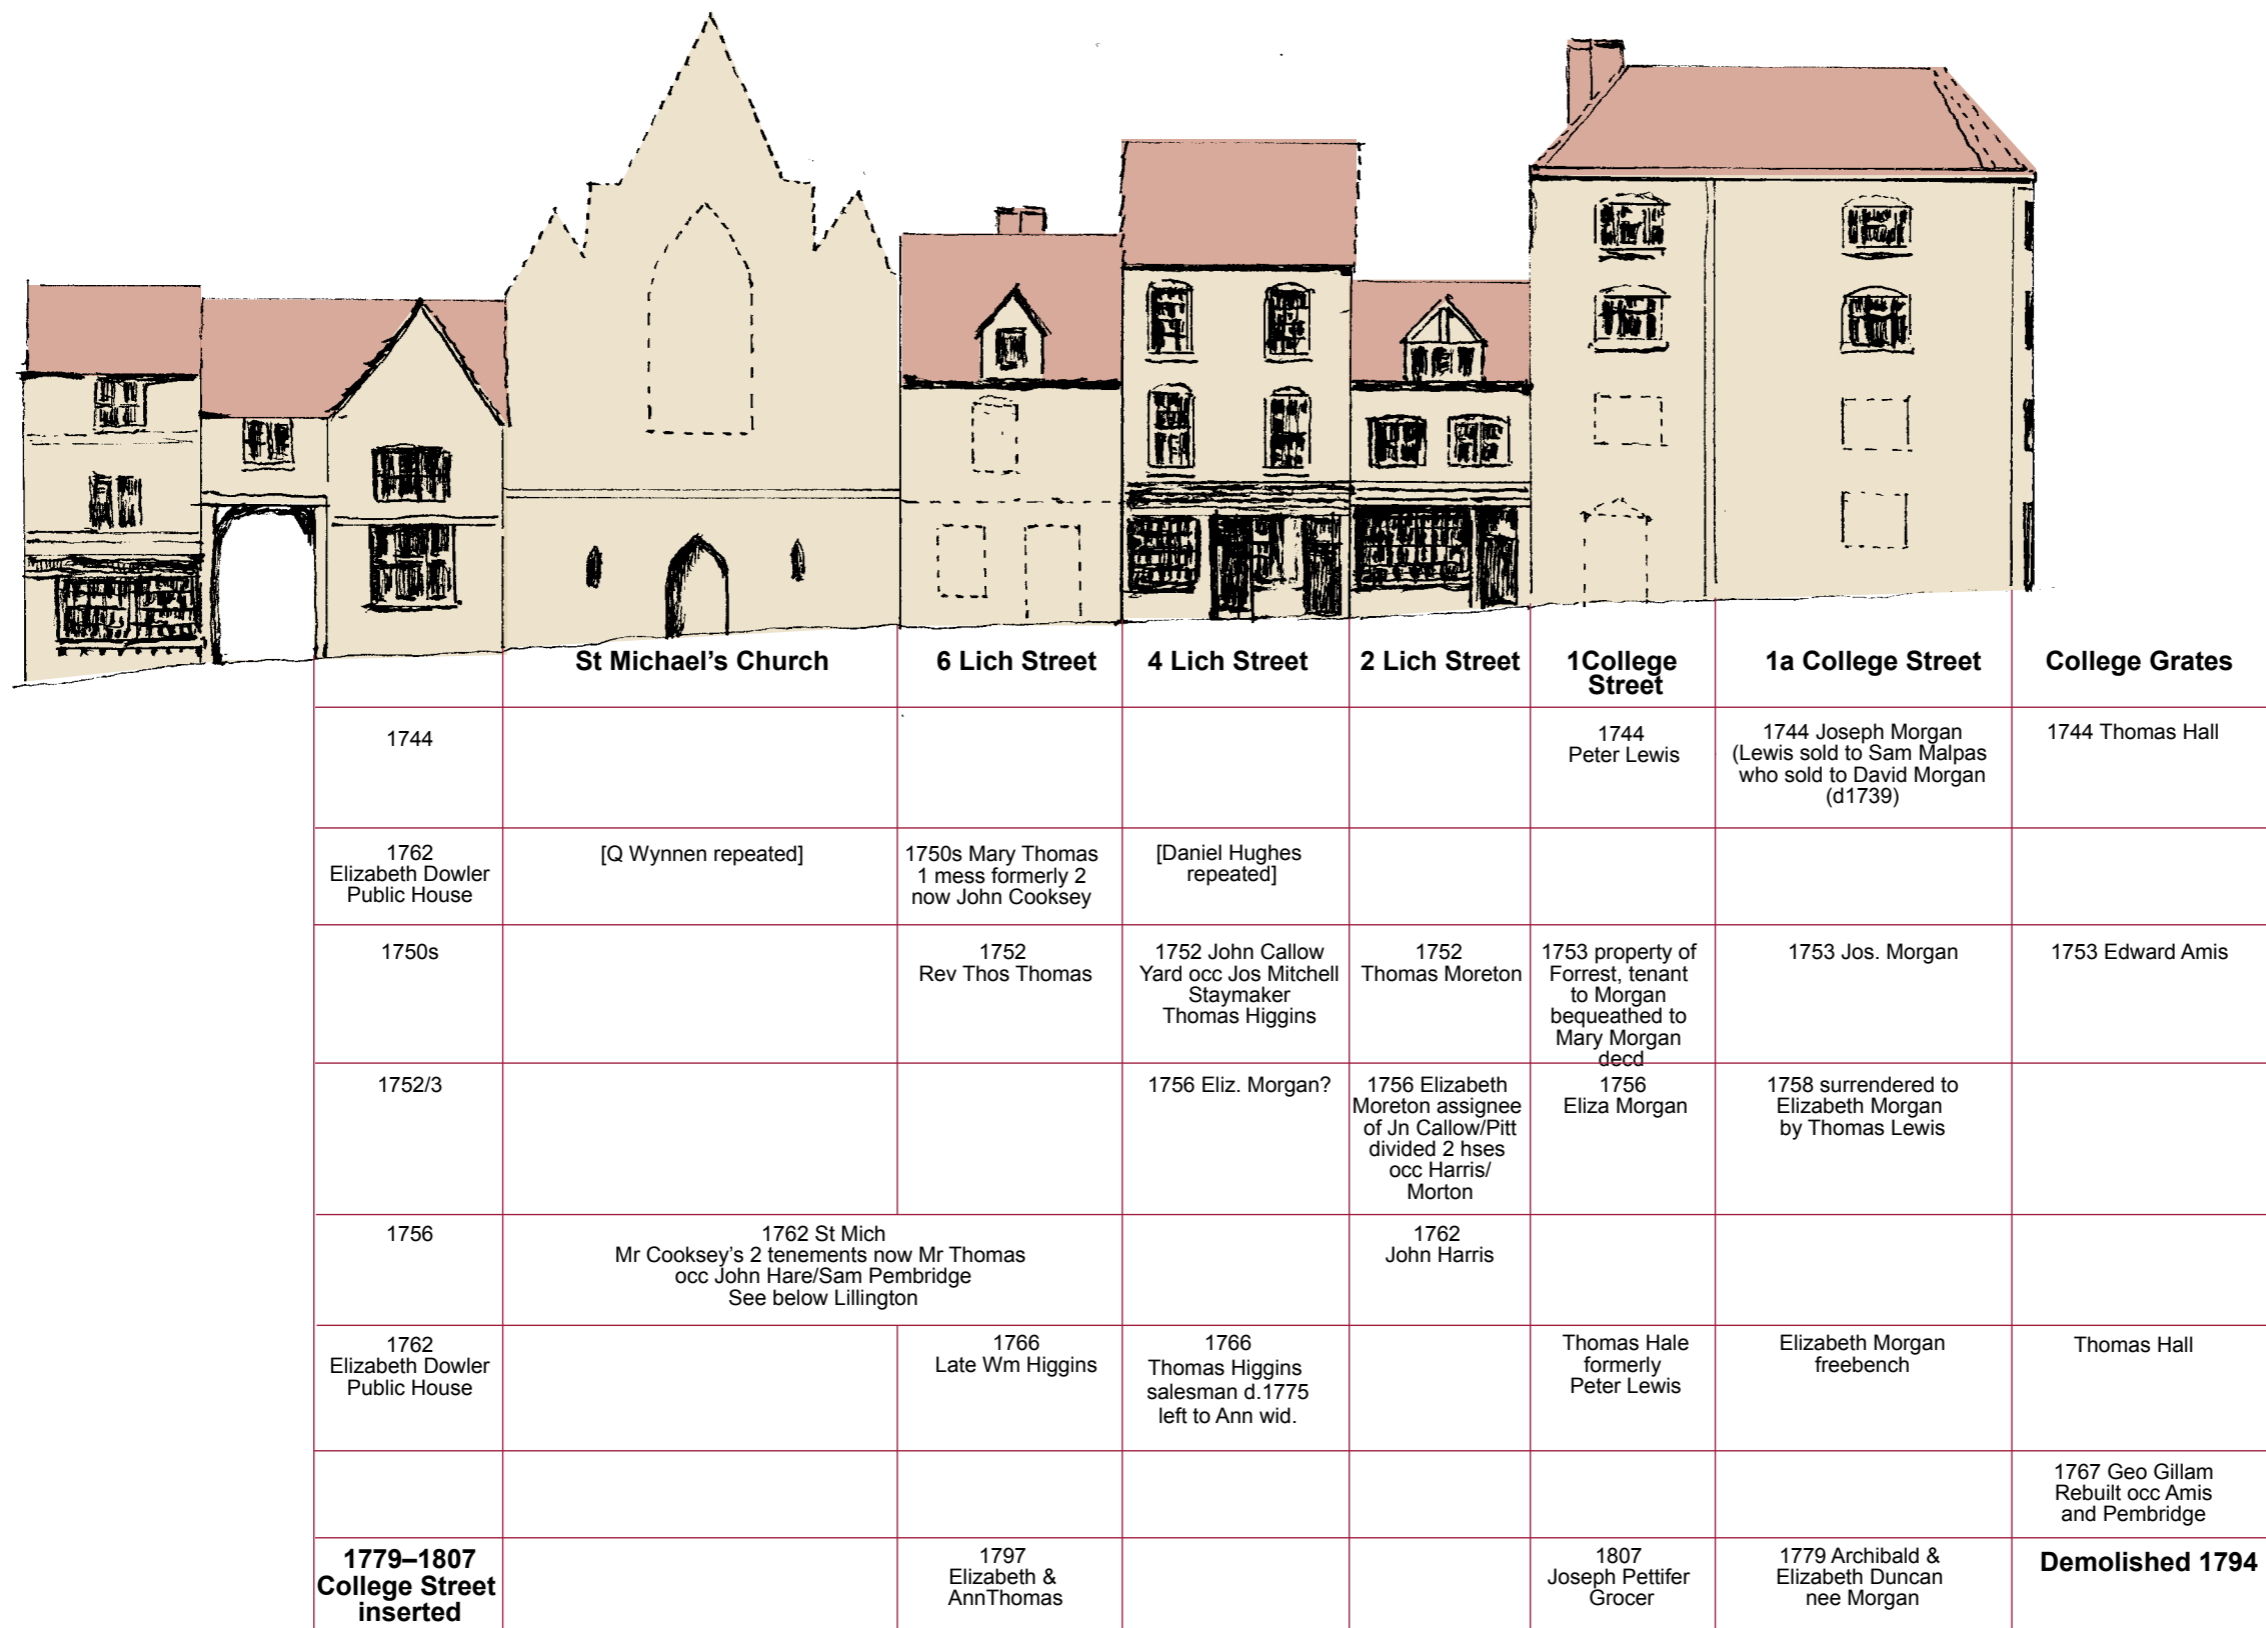 St Michael's Church
6 Lich Street
4 Lich Street
2 Lich Street
1College
Street
1a College Street
College Grates
1744
1744
Peter Lewis
1744 Joseph Morgan
(Lewis sold to Sam Malpas
who sold to David Morgan
(d1739)
1744 Thomas Hall
1762
Elizabeth Dowler
Public House
[Q Wynnen repeated]
1750s Mary Thomas
1 mess formerly 2
now John Cooksey
[Daniel Hughes
repeated]
1750s
1752
Rev Thos Thomas
1752 John Callow
Yard occ Jos Mitchell
Staymaker
Thomas Higgins
1752
Thomas Moreton
1753 property of
Forrest, tenant
to Morgan
bequeathed to
Mary Morgan
decd
1753 Jos. Morgan
1753 Edward Amis
1752/3
1756 Eliz. Morgan?
1756 Elizabeth
Moreton assignee
of Jn Callow/Pitt
divided 2 hses
occ Harris/
Morton
1756
Eliza Morgan
1758 surrendered to
Elizabeth Morgan
by Thomas Lewis
1756
1762 St Mich
Mr Cooksey's 2 tenements now Mr Thomas
occ John Hare/Sam Pembridge
See below Lillington
1762
John Harris
1762
Elizabeth Dowler
Public House
1766
Late Wm Higgins
1766
Thomas Higgins
salesman d.1775
left to Ann wid.
Thomas Hale
formerly
Peter Lewis
Elizabeth Morgan
freebench
Thomas Hall
1767 Geo Gillam
Rebuilt occ Amis
and Pembridge
1779–1807
College Street
inserted
1797
Elizabeth &
AnnThomas
1807
Joseph Pettifer
Grocer
1779 Archibald &
Elizabeth Duncan
nee Morgan
Demolished 1794